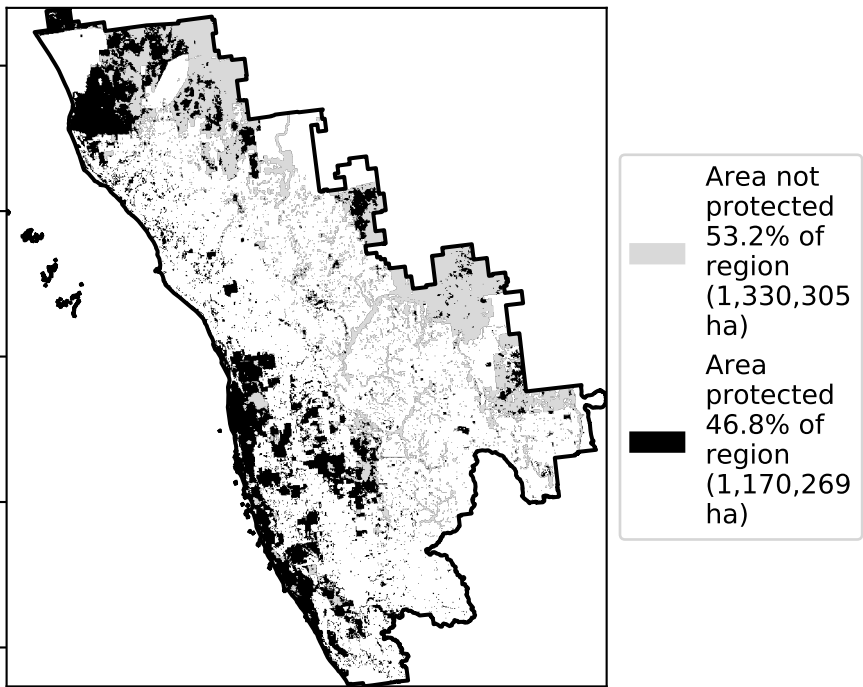 Area not
protected
53.2% of
region
(1,330,305
ha)
Area
protected
46.8% of
region
(1,170,269
ha)